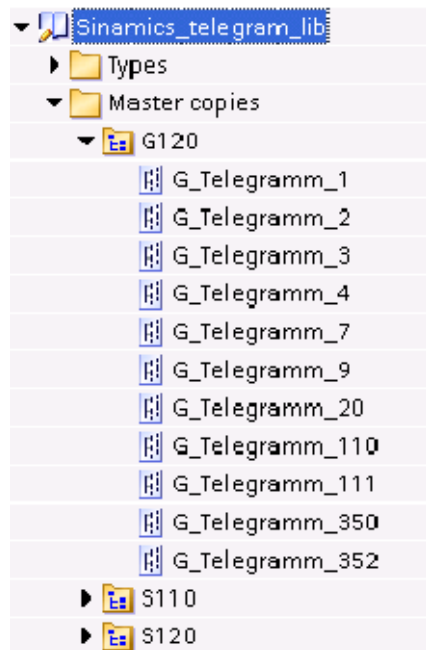 Sinamics_telegram_lib
Types
Master copies
G120
G_Telegramm_1
G_Telegramm_2
G_Telegramm_3
G_Telegramm_4
G_Telegramm_7
G_Telegramm_9
G_Telegramm_20
G_Telegramm_110
G_Telegramm_111
G_Telegramm_350
G_Telegramm_352
S110
S120